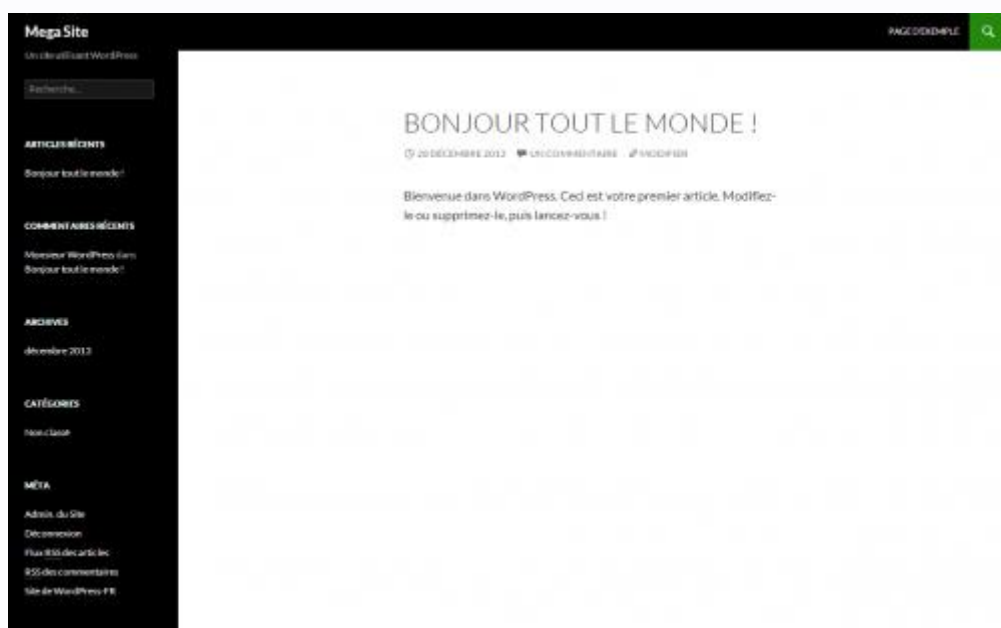 Mega Site
PAGE D'EXEMPLE
Un site utilisant WordPress
Recherche...
ARTICLES RÉCENTS
Bonjour tout le monde !
COMMENTAIRES RÉCENTS
Monsieur WordPress dans
Bonjour tout le monde !
ARCHIVES
décembre 2013
CATÉGORIES
Non classé
MÉTA
Admin. du Site
Déconnexion
Flux RSS des articles
RSS des commentaires
Site de WordPress-FR
BONJOUR TOUT LE MONDE !
20 DÉCEMBRE 2013 UN COMMENTAIRE MODIFIER
Bienvenue dans WordPress. Ceci est votre premier article. Modifiez-
le ou supprimez-le, puis lancez-vous !